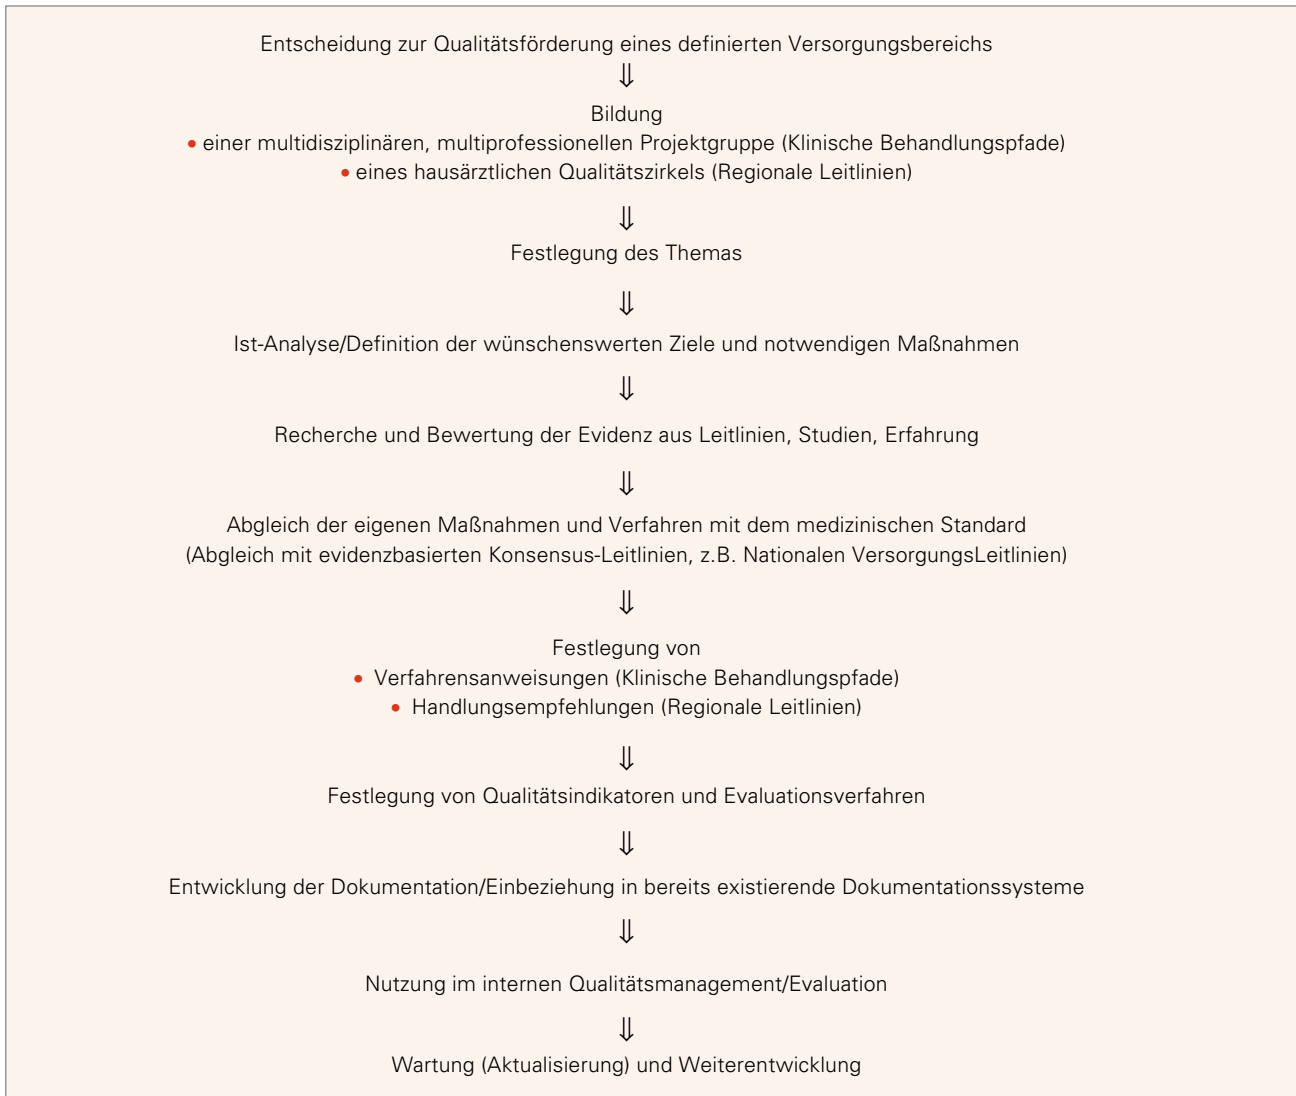 Entscheidung zur Qualitätsförderung eines definierten Versorgungsbereichs
⇓
Bildung
• einer multidisziplinären, multiprofessionellen Projektgruppe (Klinische Behandlungspfade)
• eines hausärztlichen Qualitätszirkels (Regionale Leitlinien)
⇓
Festlegung des Themas
⇓
Ist-Analyse/Definition der wünschenswerten Ziele und notwendigen Maßnahmen
⇓
Recherche und Bewertung der Evidenz aus Leitlinien, Studien, Erfahrung
⇓
Abgleich der eigenen Maßnahmen und Verfahren mit dem medizinischen Standard
(Abgleich mit evidenzbasierten Konsensus-Leitlinien, z.B. Nationalen VersorgungsLeitlinien)
⇓
Festlegung von
• Verfahrensanweisungen (Klinische Behandlungspfade)
• Handlungsempfehlungen (Regionale Leitlinien)
⇓
Festlegung von Qualitätsindikatoren und Evaluationsverfahren
⇓
Entwicklung der Dokumentation/Einbeziehung in bereits existierende Dokumentationssysteme
⇓
Nutzung im internen Qualitätsmanagement/Evaluation
⇓
Wartung (Aktualisierung) und Weiterentwicklung